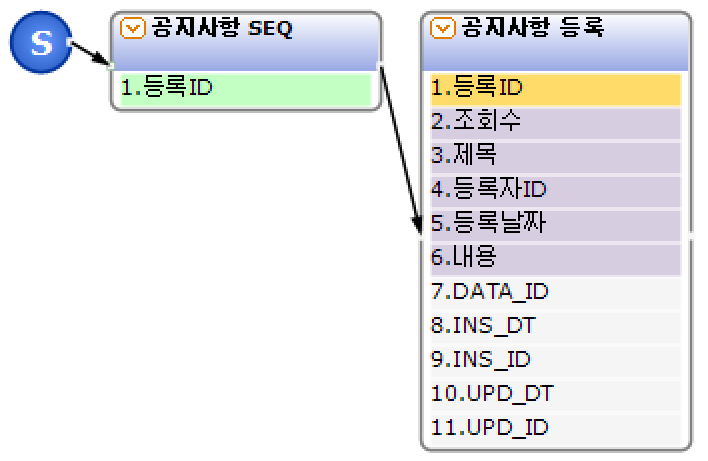 S
공지사항 SEQ
1.등록ID
공지사항 등록
1.등록ID
2.조회수
3.제목
4.등록자ID
5.등록날짜
6.내용
7.DATA_ID
8.INS_DT
9.INS_ID
10.UPD_DT
11.UPD_ID